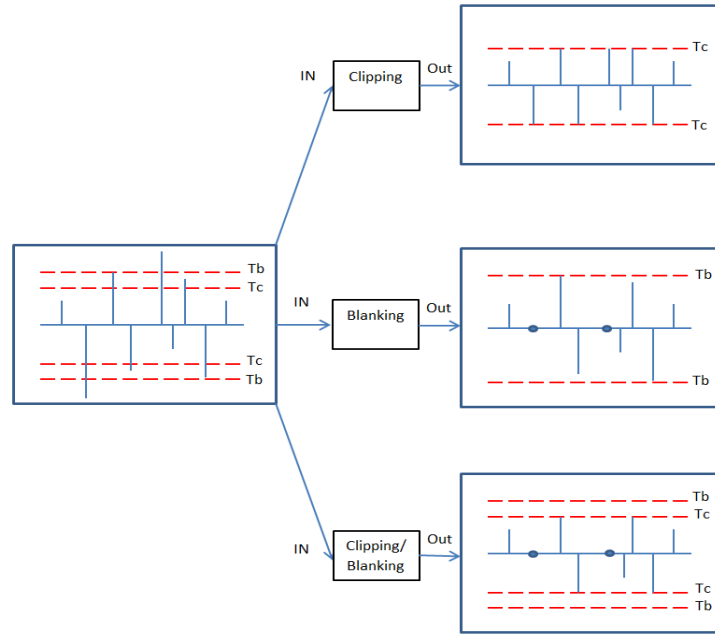 Tc
IN
Clipping
Out
Tc
Tb
Tc
IN
Blanking
Out
Tb
Tc
Tb
Tb
Tb
Tc
IN
Clipping/
Blanking
Out
Tc
Tb